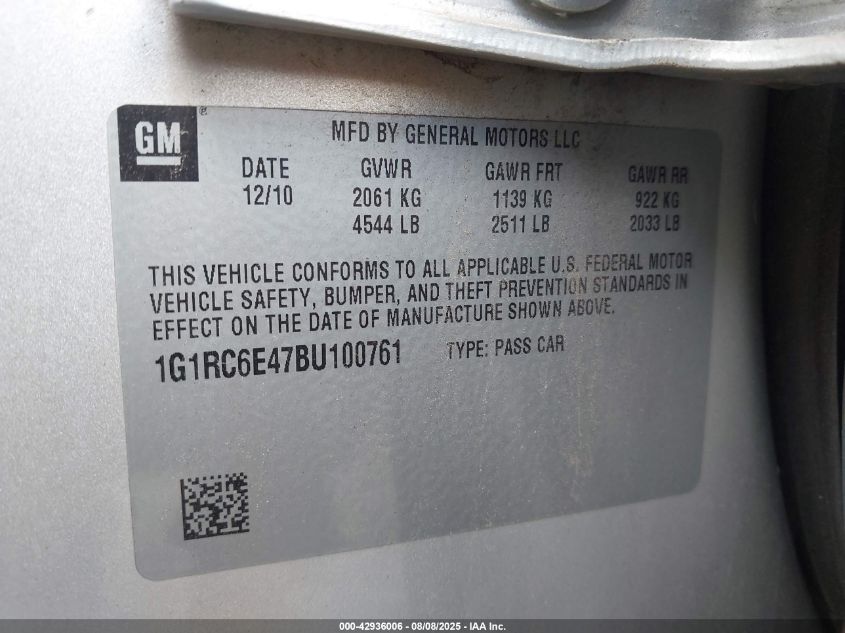 GM ®
MFD BY GENERAL MOTORS LLC
DATE GVWR GAWR FRT GAWR RR
12/10 2061 KG 1139 KG 922 KG
4544 LB 2511 LB 2033 LB
THIS VEHICLE CONFORMS TO ALL APPLICABLE U.S. FEDERAL MOTOR
VEHICLE SAFETY, BUMPER, AND THEFT PREVENTION STANDARDS IN
EFFECT ON THE DATE OF MANUFACTURE SHOWN ABOVE.
1G1RC6E47BU100761 TYPE: PASS CAR
000-42936006 - 08/08/2025 - IAA Inc.